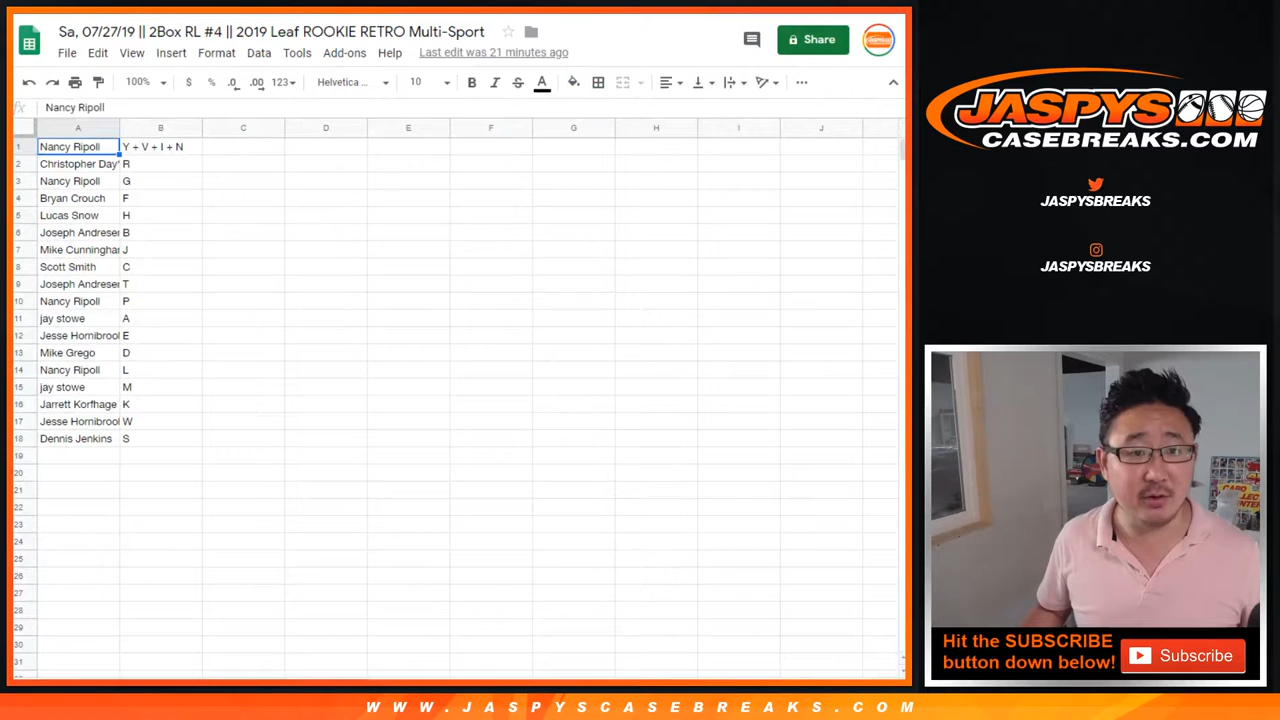 Sa, 07/27/19 || 2Box RL #4 || 2019 Leaf ROOKIE RETRO Multi-Sport
File Edit View Insert Format Data Tools Add-ons Help Last edit was 21 minutes ago
Share
100% $ % .0 .00 123 Helvetica ... 10 B I S A
fx Nancy Ripoll
A B C D E F G H I J
1 Nancy Ripoll Y + V + I + N
2 Christopher Day' R
3 Nancy Ripoll G
4 Bryan Crouch F
5 Lucas Snow H
6 Joseph Andreser B
7 Mike Cunninghar J
8 Scott Smith C
9 Joseph Andreser T
10 Nancy Ripoll P
11 jay stowe A
12 Jesse Hornibrool E
13 Mike Grego D
14 Nancy Ripoll L
15 jay stowe M
16 Jarrett Korfhage K
17 Jesse Hornibrool W
18 Dennis Jenkins S
19
20
21
22
23
24
25
26
27
28
29
30
31
JASPYS
CASEBREAKS.COM
JASPYSBREAKS
JASPYSBREAKS
Hit the SUBSCRIBE
button down below!
Subscribe
WWW.JASPYSCASEBREAKS.COM